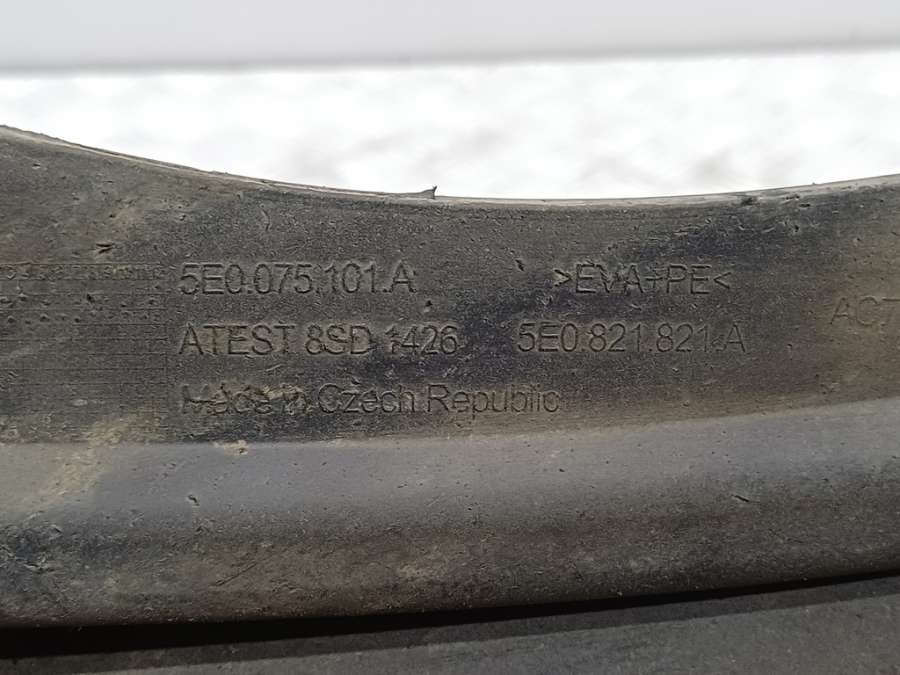 5E0.075.101.A >EVA+PE<
ATEST 8SD 1426 5E0.821.821.A
Made in Czech Republic